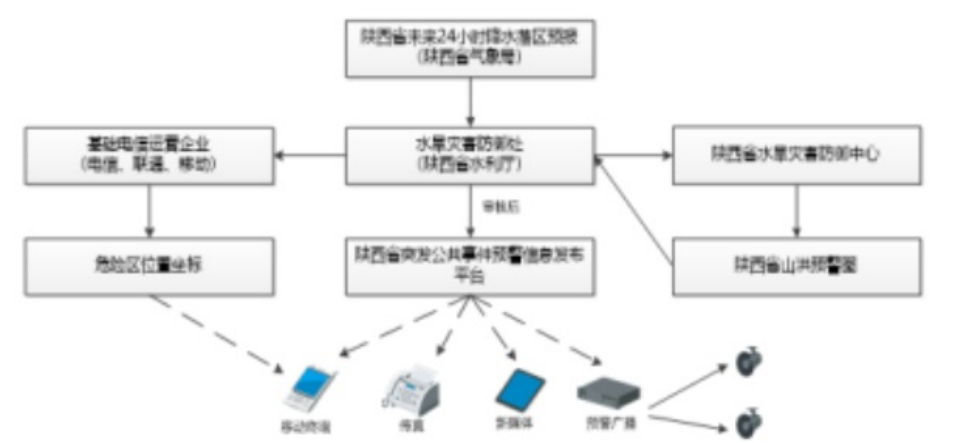 陕西省未来24小时降水落区预报
（陕西省气象局）
基础电信运营企业
（电信、联通、移动）
水旱灾害防御处
（陕西省水利厅）
陕西省水旱灾害防御中心
审核后
危险区位置坐标
陕西省突发公共事件预警信息发布
平台
陕西省山洪预警图
移动终端
传真
新媒体
预警广播